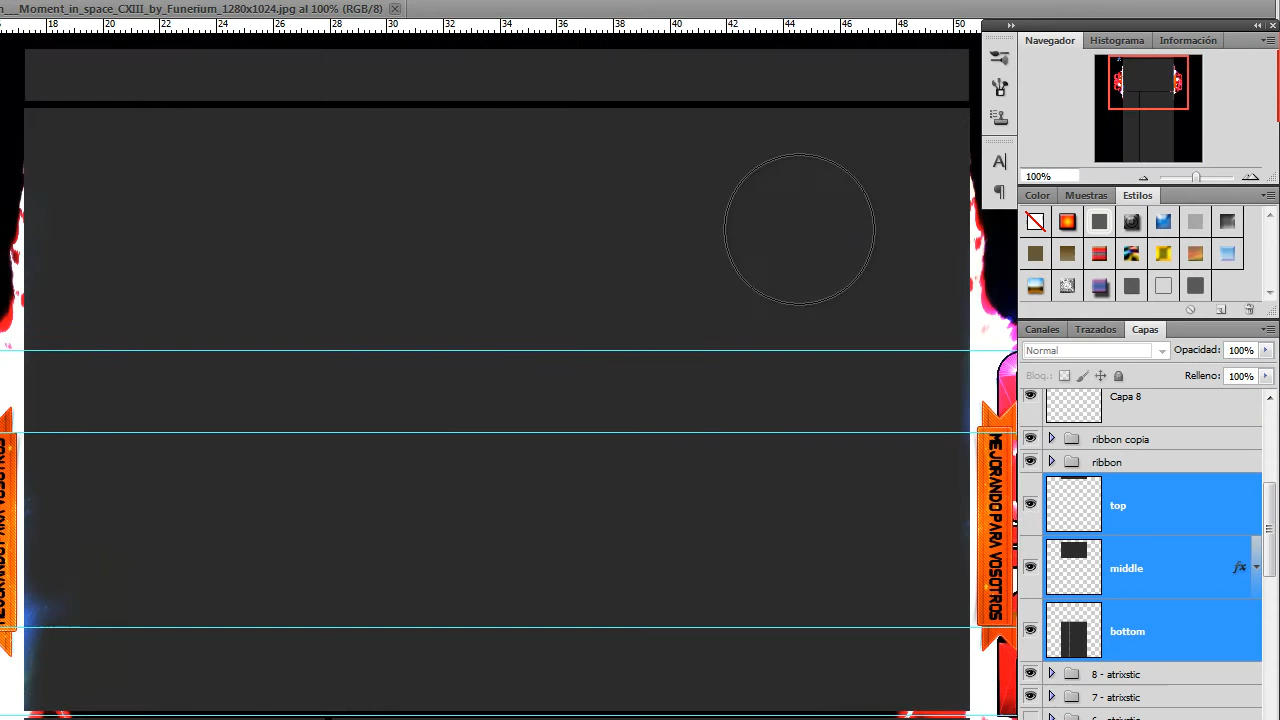 n___Moment_in_space_CXIII_by_Funerium_1280x1024.jpg al 100% (RGB/8)
18 20 22 24 26 28 30 32 34 36 38 40 42 44 46 48 50
Navegador Histograma Información
100%
Color Muestras Estilos
Canales Trazados Capas
Normal Opacidad: 100%
Bloq.: Relleno: 100%
Capa 8
ribbon copia
ribbon
top
middle fx
bottom
8 - atrixstic
7 - atrixstic
MEJORANDO PARA VOSOTROS